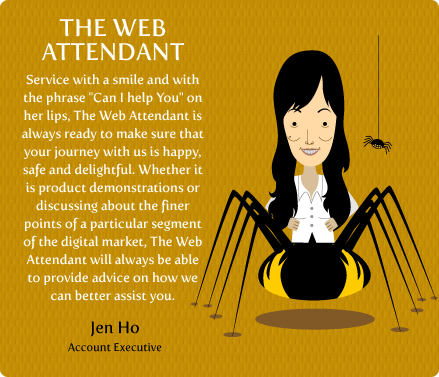 THE WEB
ATTENDANT
Service with a smile and with
the phrase "Can I help You" on
her lips, The Web Attendant is
always ready to make sure that
your journey with us is happy,
safe and delightful. Whether it
is product demonstrations or
discussing about the finer
points of a particular segment
of the digital market, The Web
Attendant will always be able
to provide advice on how we
can better assist you.
Jen Ho
Account Executive